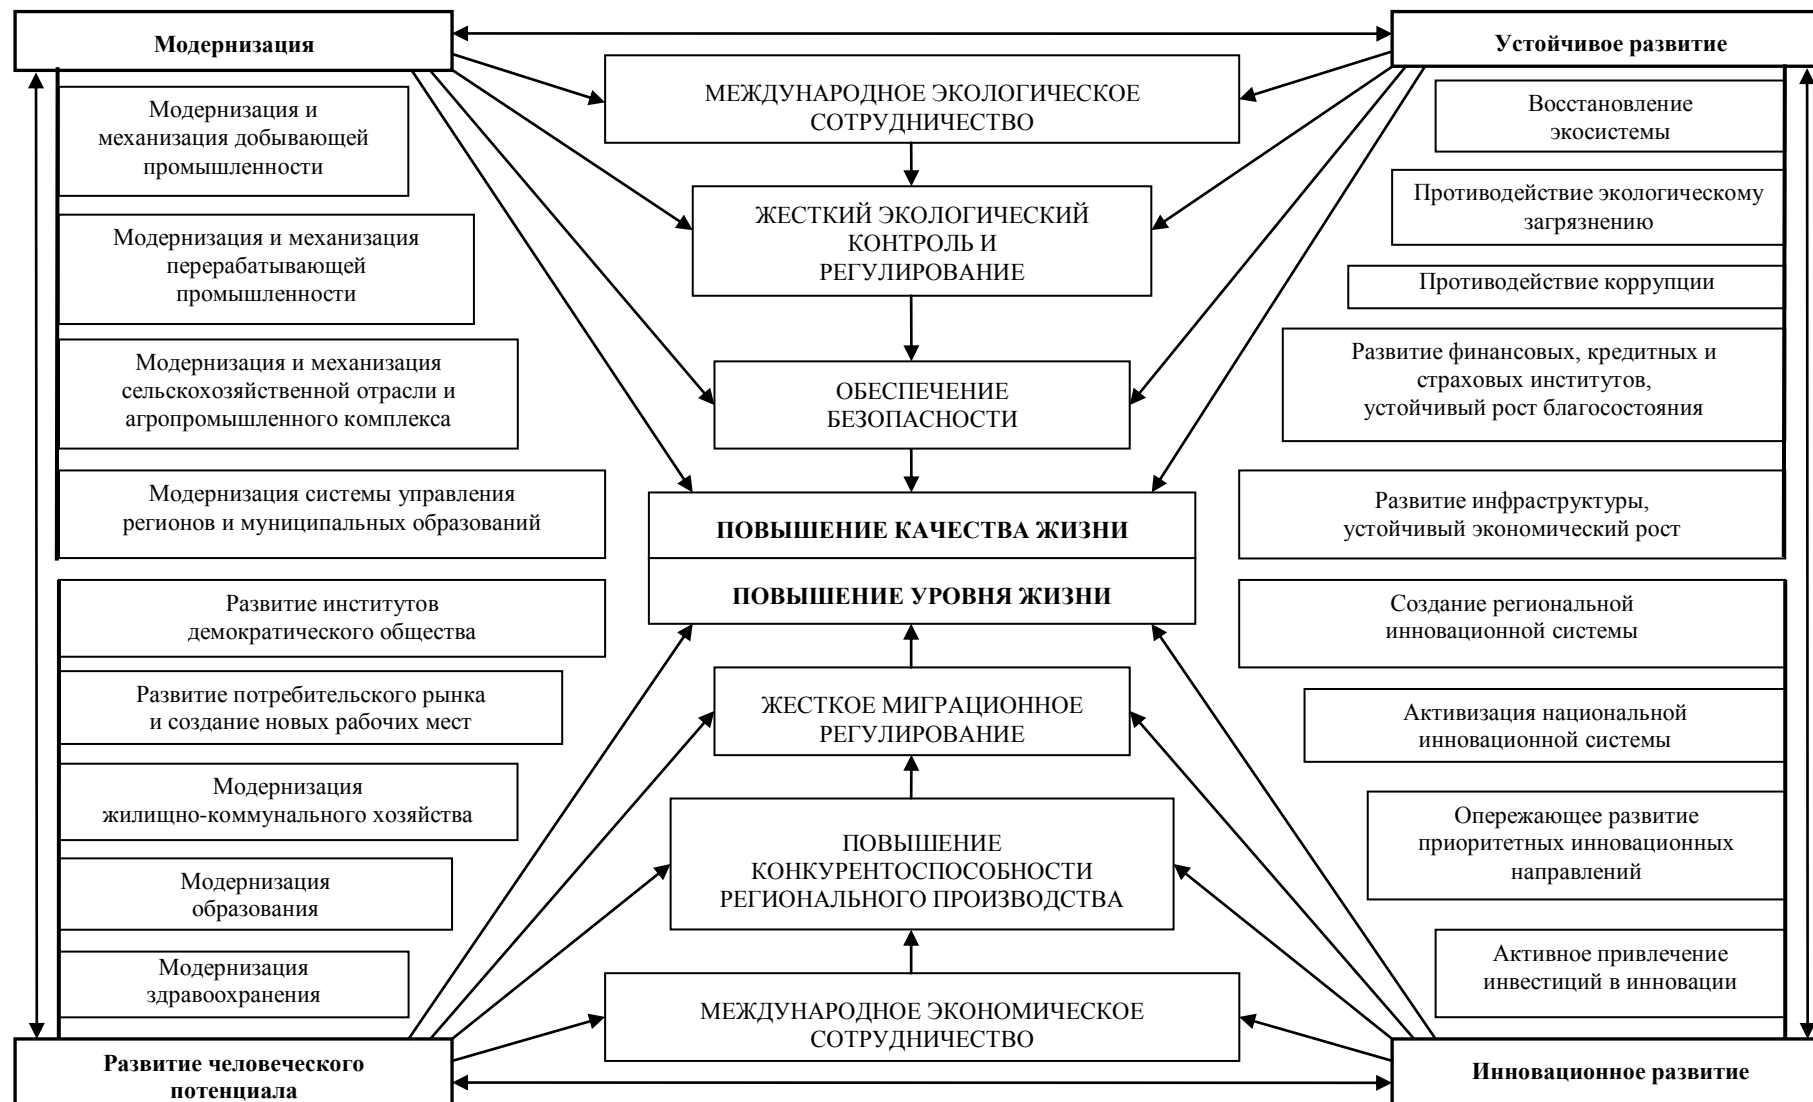 Модернизация
Устойчивое развитие
МЕЖДУНАРОДНОЕ ЭКОЛОГИЧЕСКОЕ
СОТРУДНИЧЕСТВО
ЖЕСТКИЙ ЭКОЛОГИЧЕСКИЙ
КОНТРОЛЬ И
РЕГУЛИРОВАНИЕ
ОБЕСПЕЧЕНИЕ
БЕЗОПАСНОСТИ
ПОВЫШЕНИЕ КАЧЕСТВА ЖИЗНИ
ПОВЫШЕНИЕ УРОВНЯ ЖИЗНИ
ЖЕСТКОЕ МИГРАЦИОННОЕ
РЕГУЛИРОВАНИЕ
ПОВЫШЕНИЕ
КОНКУРЕНТОСПОСОБНОСТИ
РЕГИОНАЛЬНОГО ПРОИЗВОДСТВА
МЕЖДУНАРОДНОЕ ЭКОНОМИЧЕСКОЕ
СОТРУДНИЧЕСТВО
Модернизация и
механизация добывающей
промышленности
Модернизация и механизация
перерабатывающей
промышленности
Модернизация и механизация
сельскохозяйственной отрасли и
агропромышленного комплекса
Модернизация системы управления
регионов и муниципальных образований
Развитие институтов
демократического общества
Развитие потребительского рынка
и создание новых рабочих мест
Модернизация
жилищно-коммунального хозяйства
Модернизация
образования
Модернизация
здравоохранения
Восстановление
экосистемы
Противодействие экологическому
загрязнению
Противодействие коррупции
Развитие финансовых, кредитных и
страховых институтов,
устойчивый рост благосостояния
Развитие инфраструктуры,
устойчивый экономический рост
Создание региональной
инновационной системы
Активизация национальной
инновационной системы
Опережающее развитие
приоритетных инновационных
направлений
Активное привлечение
инвестиций в инновации
Развитие человеческого
потенциала
Инновационное развитие